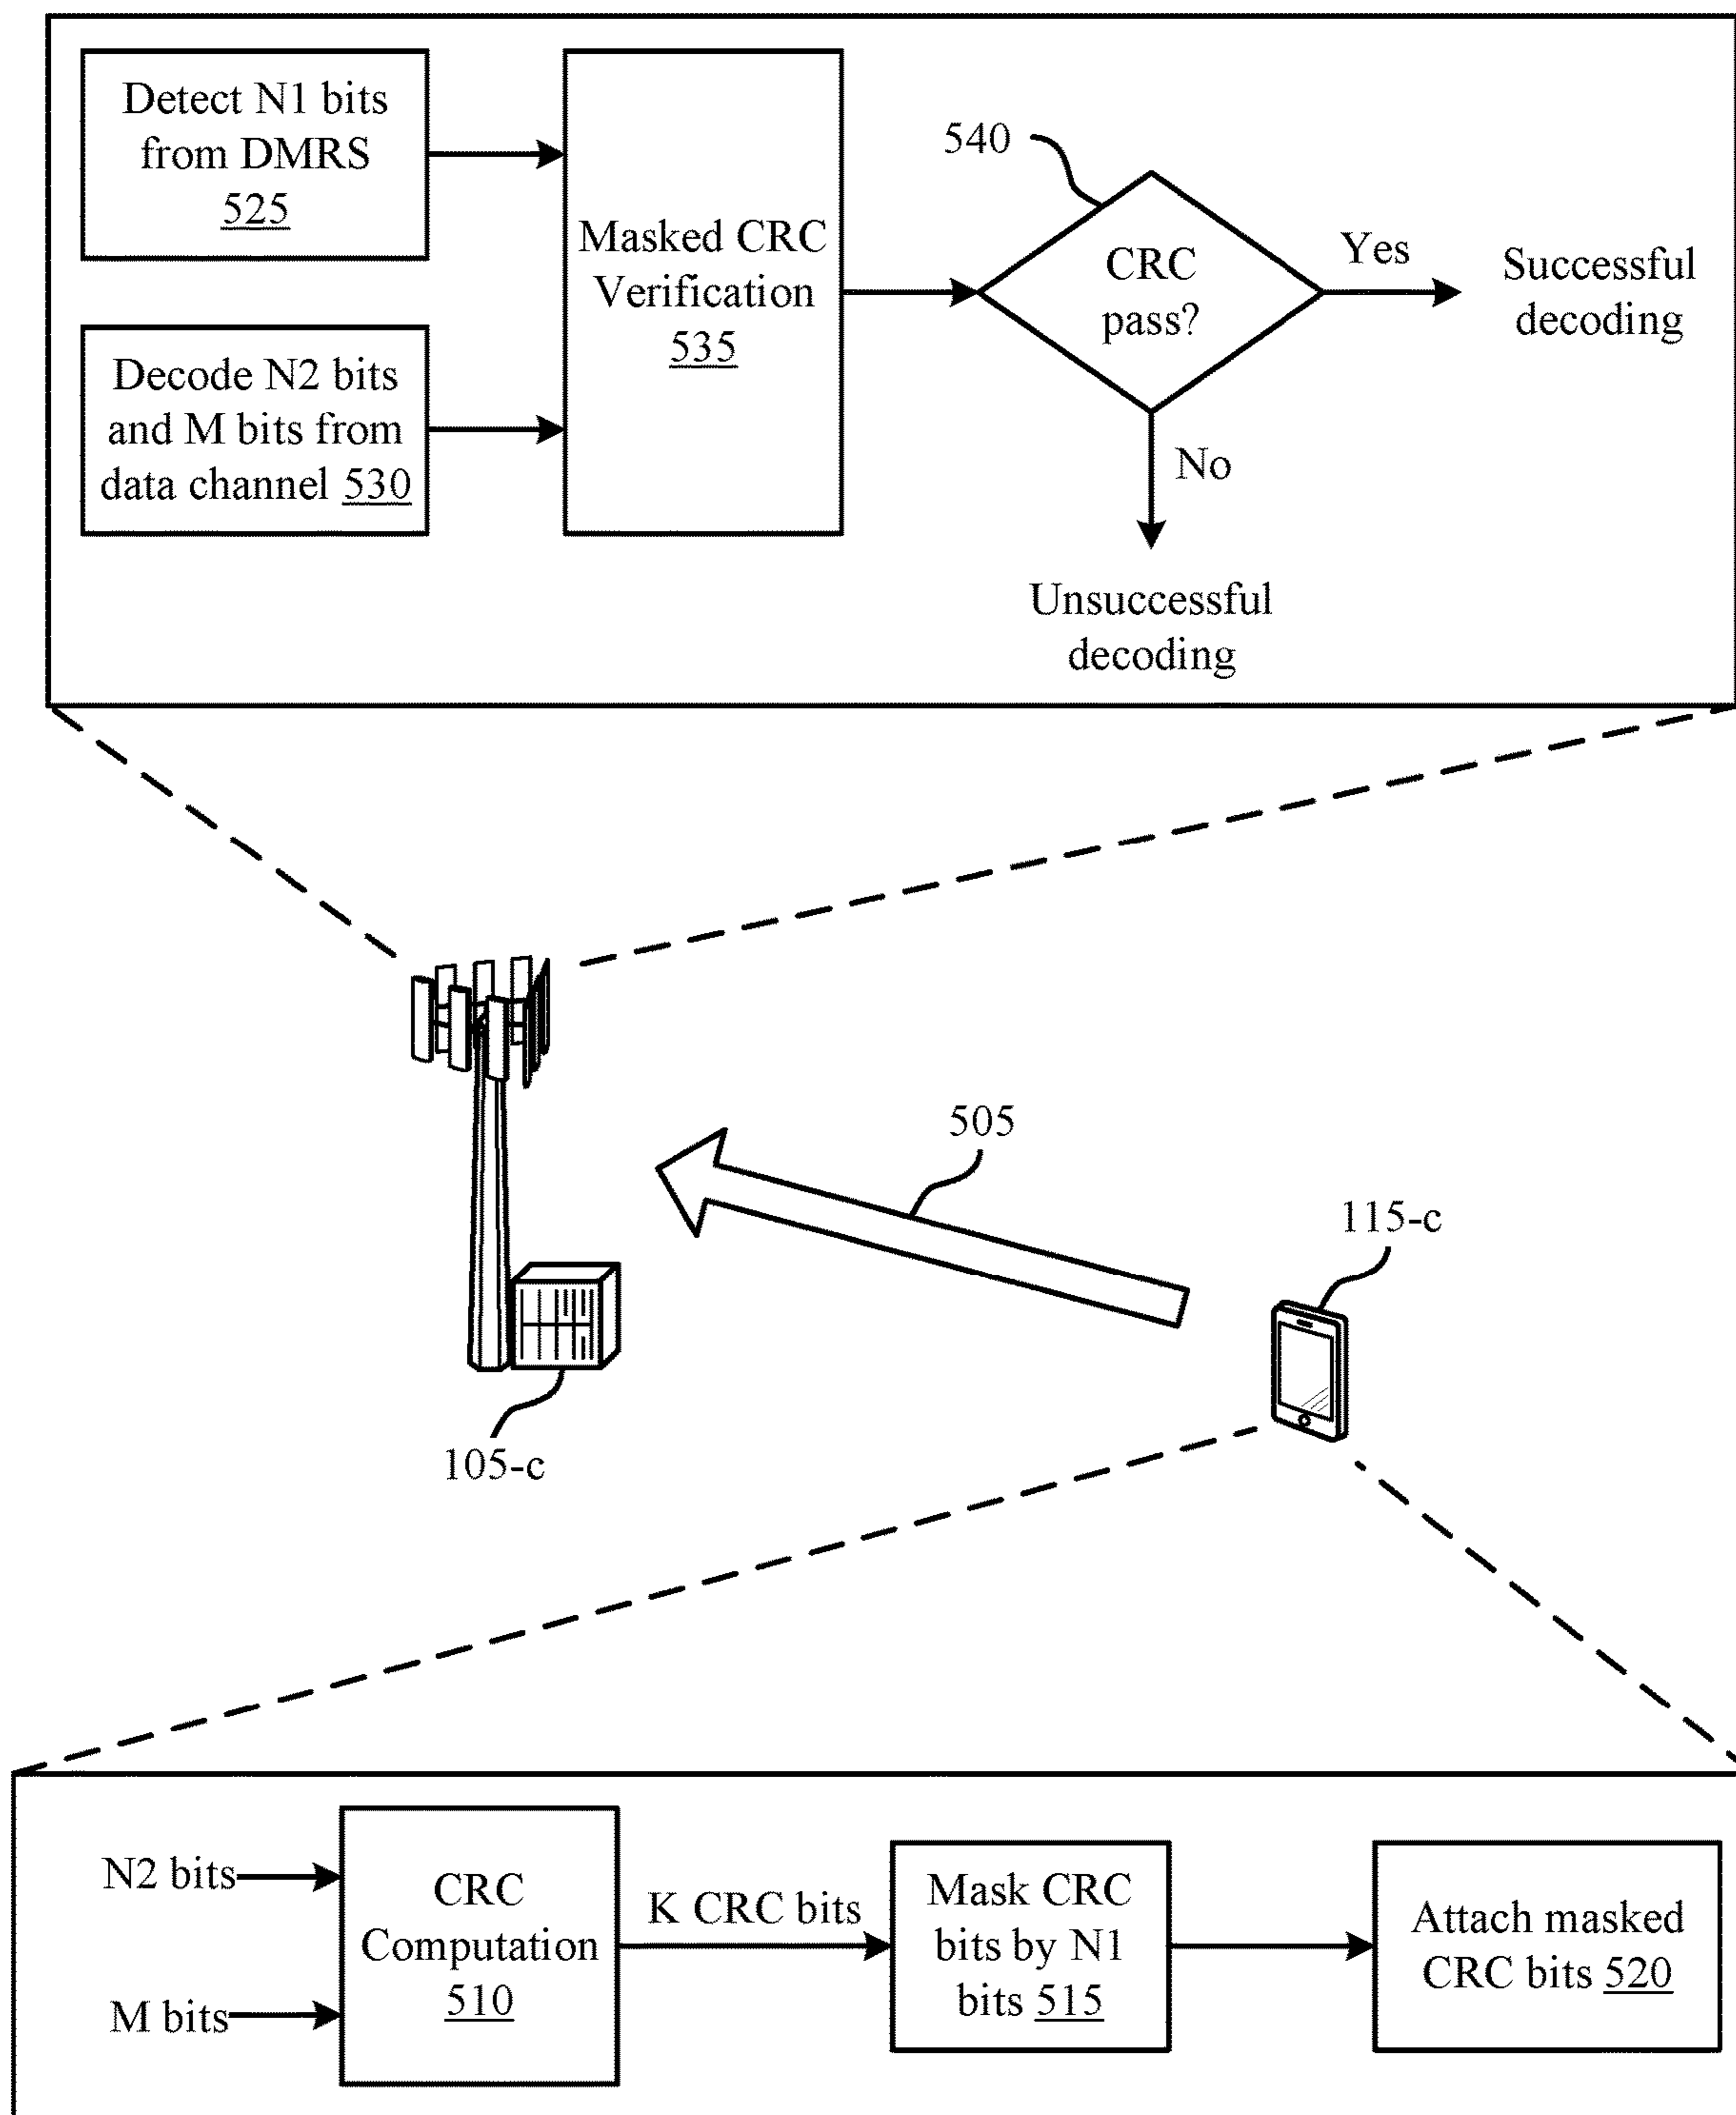 Detect N1 bits
from DMRS
525
Decode N2 bits
and M bits from
data channel 530
Masked CRC
Verification
535
540
CRC
pass?
Yes
Successful
decoding
No
Unsuccessful
decoding
505
115-c
105-c
N2 bits
M bits
CRC
Computation
510
K CRC bits
Mask CRC
bits by N1
bits 515
Attach masked
CRC bits 520